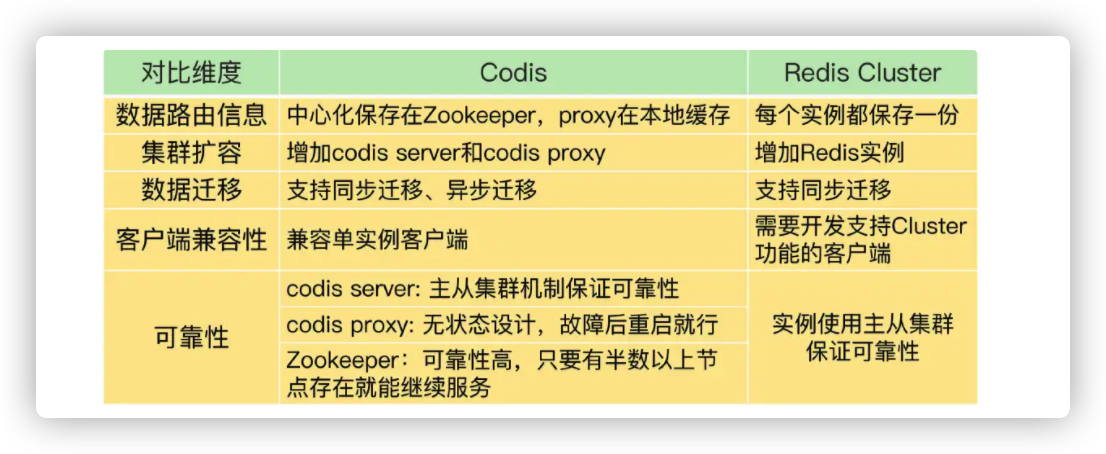 对比维度 Codis Redis Cluster
数据路由信息 中心化保存在Zookeeper，proxy在本地缓存 每个实例都保存一份
集群扩容 增加codis server和codis proxy 增加Redis实例
数据迁移 支持同步迁移、异步迁移 支持同步迁移
客户端兼容性 兼容单实例客户端 需要开发支持Cluster
功能的客户端
可靠性
codis server: 主从集群机制保证可靠性
codis proxy: 无状态设计，故障后重启就行
Zookeeper：可靠性高，只要有半数以上节
点存在就能继续服务
实例使用主从集群
保证可靠性